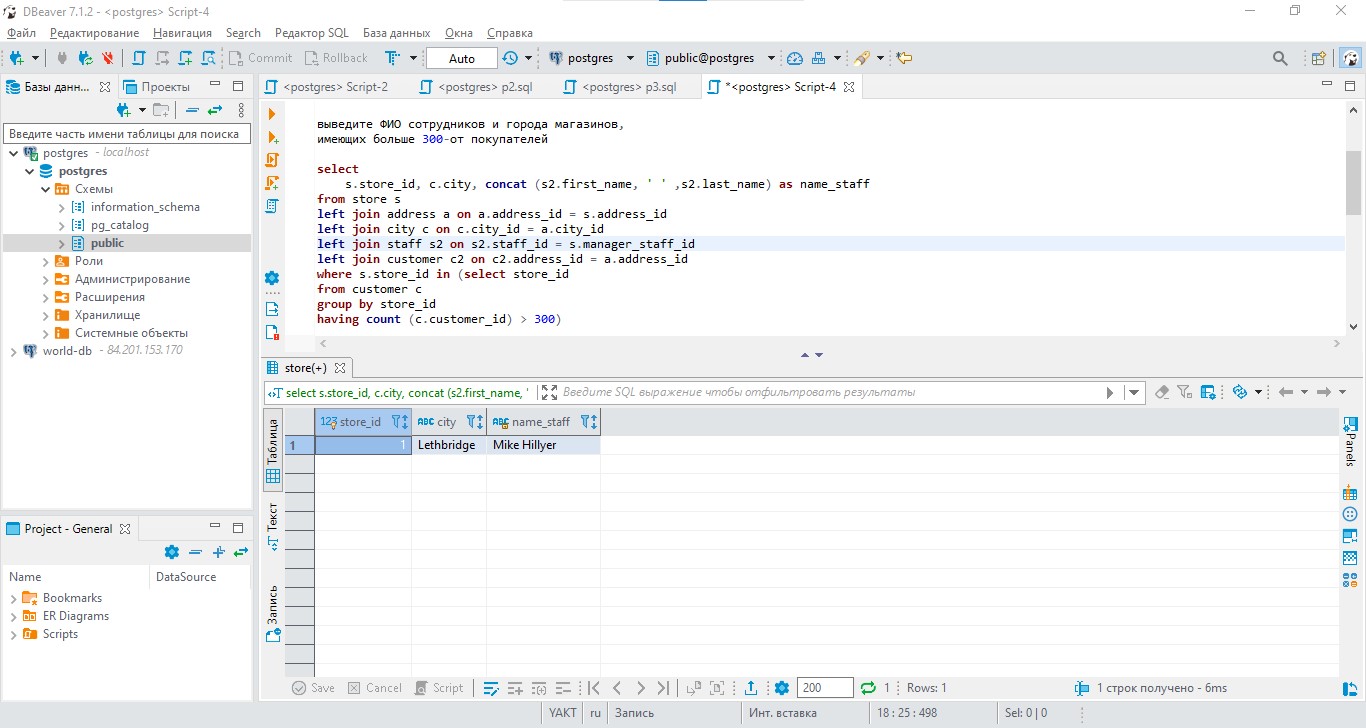 DBeaver 7.1.2 - <postgres> Script-4
Файл Редактирование Навигация Search Редактор SQL База данных Окна Справка
Commit Rollback Auto postgres public@postgres
Базы данн... Проекты
<postgres> Script-2 <postgres> p2.sql <postgres> p3.sql *<postgres> Script-4
Введите часть имени таблицы для поиска
postgres - localhost
postgres
Схемы
information_schema
pg_catalog
public
Роли
Администрирование
Расширения
Хранилище
Системные объекты
world-db - 84.201.153.170
выведите ФИО сотрудников и города магазинов,
имеющих больше 300-от покупателей
select
s.store_id, c.city, concat (s2.first_name, ' ' ,s2.last_name) as name_staff
from store s
left join address a on a.address_id = s.address_id
left join city c on c.city_id = a.city_id
left join staff s2 on s2.staff_id = s.manager_staff_id
left join customer c2 on c2.address_id = a.address_id
where s.store_id in (select store_id
from customer c
group by store_id
having count (c.customer_id) > 300)
store(+)
select s.store_id, c.city, concat (s2.first_name, ' Введите SQL выражение чтобы отфильтровать результаты
Таблица
Текст
Запись
123 store_id ABC city ABC name_staff
1 1 Lethbridge Mike Hillyer
Panels
Project - General
Name DataSource
Bookmarks
ER Diagrams
Scripts
Save Cancel Script 200 1 Rows: 1 1 строк получено - 6ms
YAKT ru Запись Инт. вставка 18 : 25 : 498 Sel: 0 | 0